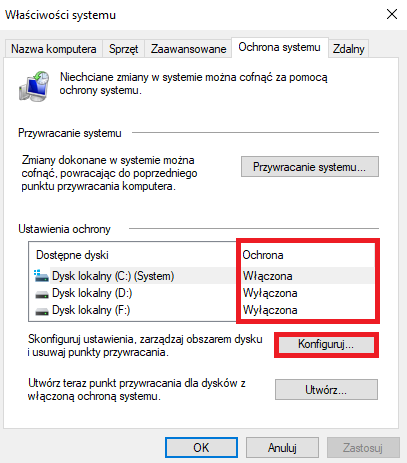 Właściwości systemu
Nazwa komputera Sprzęt Zaawansowane Ochrona systemu Zdalny
Niechciane zmiany w systemie można cofnąć za pomocą
ochrony systemu.
Przywracanie systemu
Zmiany dokonane w systemie można
cofnąć, powracając do poprzedniego
punktu przywracania komputera.
Przywracanie systemu...
Ustawienia ochrony
Dostępne dyski Ochrona
Dysk lokalny (C:) (System) Włączona
Dysk lokalny (D:) Wyłączona
Dysk lokalny (F:) Wyłączona
Skonfiguruj ustawienia, zarządzaj obszarem dysku
i usuwaj punkty przywracania.
Konfiguruj...
Utwórz teraz punkt przywracania dla dysków z
włączoną ochroną systemu.
Utwórz...
OK Anuluj Zastosuj